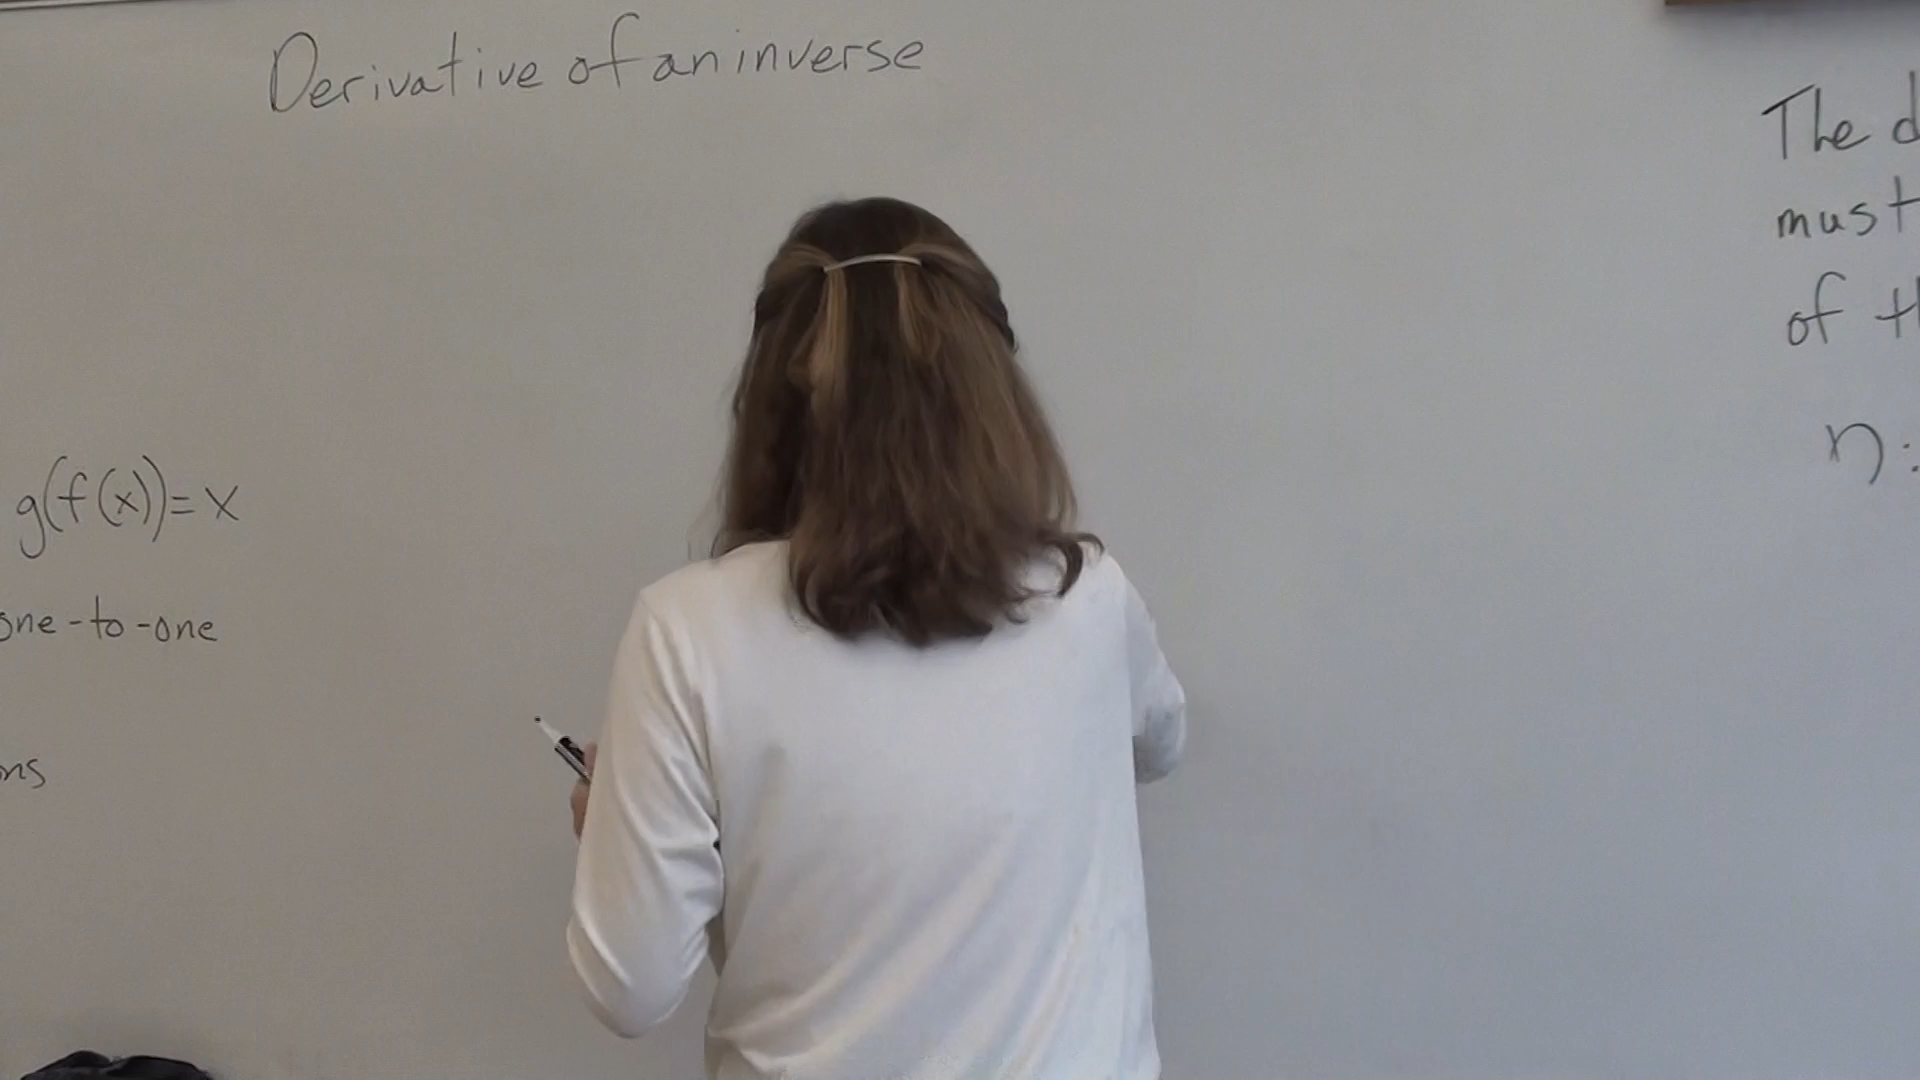 Derivative of an inverse
g(f(x))=x
one-to-one
The
must
of